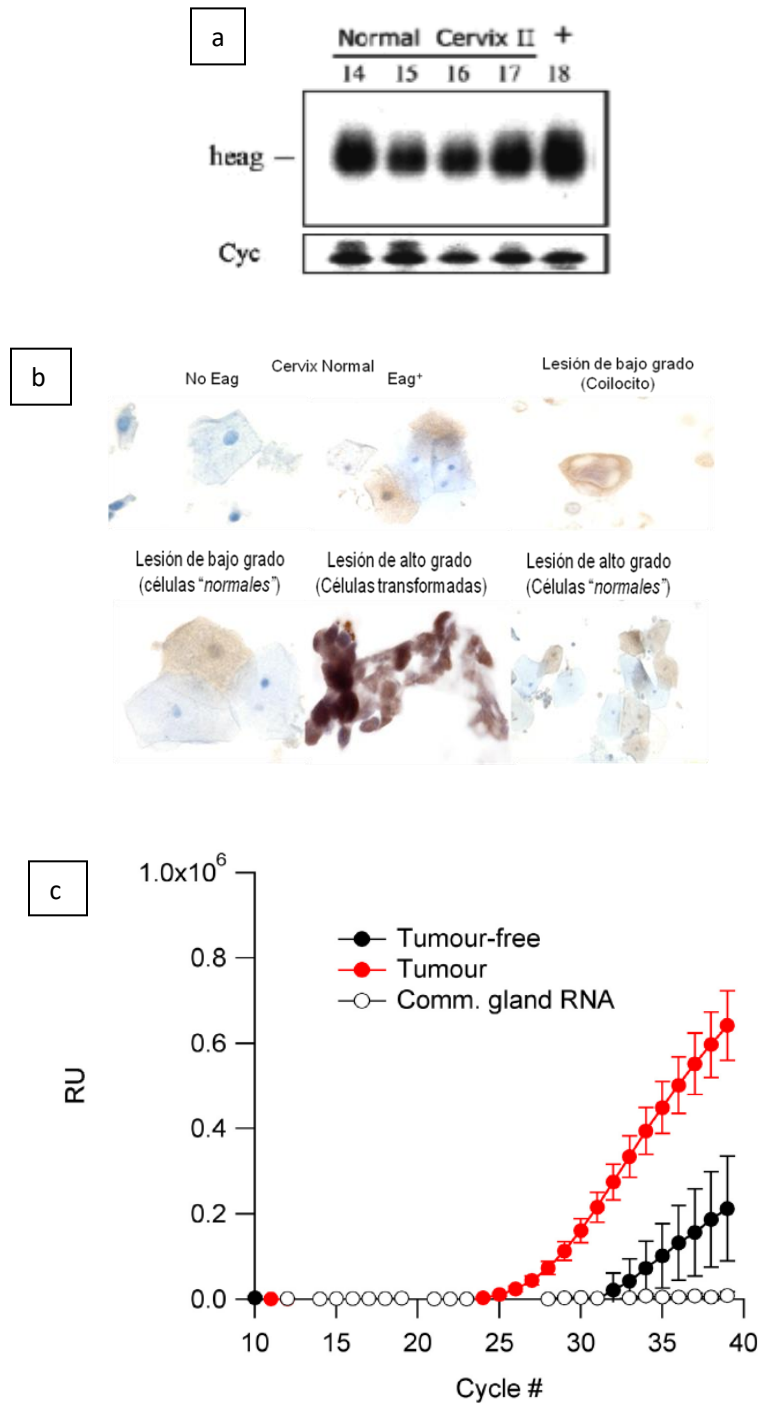 a
Normal Cervix II +
14 15 16 17 18
heag
Cyc
b
Cervix Normal
No Eag
Eag⁺
Lesión de bajo grado
(Coilocito)
Lesión de bajo grado
(células “normales”)
Lesión de alto grado
(Células transformadas)
Lesión de alto grado
(Células “normales”)
c
1.0x10⁶
0.8
0.6
0.4
0.2
0.0
RU
Tumour-free
Tumour
Comm. gland RNA
10 15 20 25 30 35 40
Cycle #